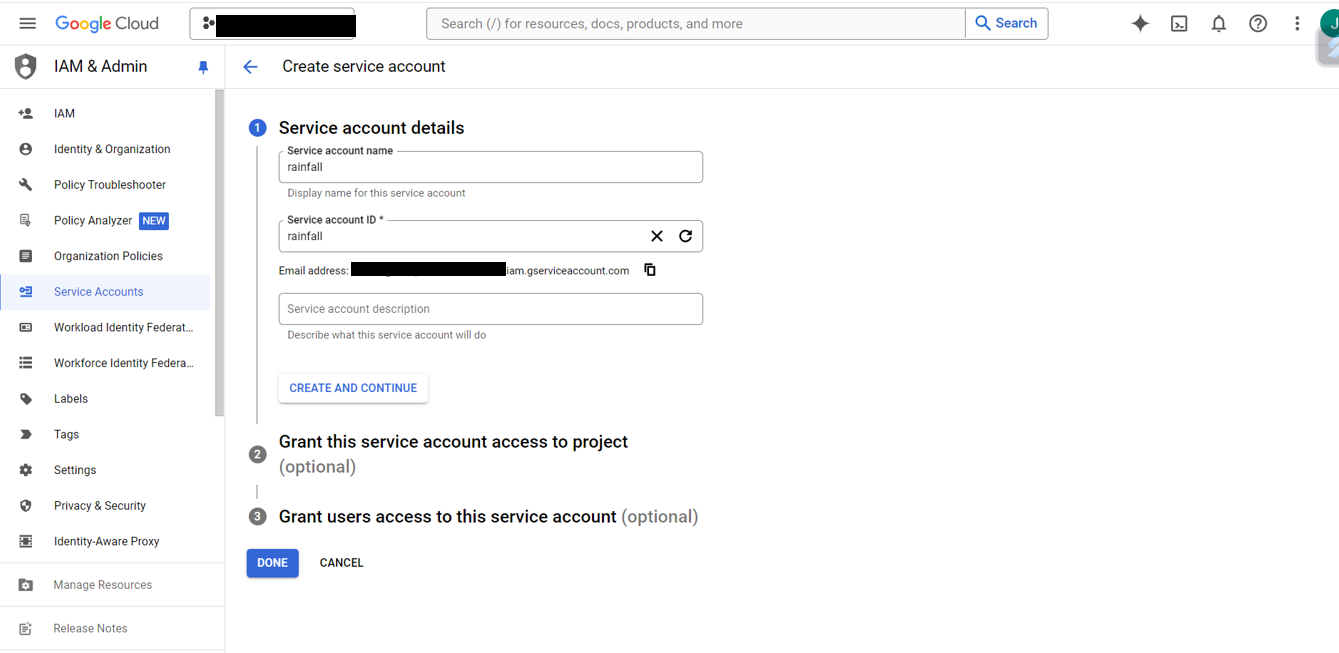 Google Cloud
Search (/) for resources, docs, products, and more
Search
J
IAM & Admin
Create service account
IAM
Identity & Organization
Policy Troubleshooter
Policy Analyzer NEW
Organization Policies
Service Accounts
Workload Identity Federat...
Workforce Identity Federa...
Labels
Tags
Settings
Privacy & Security
Identity-Aware Proxy
Manage Resources
Release Notes
1 Service account details
Service account name
rainfall
Display name for this service account
Service account ID *
rainfall
Email address: iam.gserviceaccount.com
Service account description
Describe what this service account will do
CREATE AND CONTINUE
2 Grant this service account access to project
(optional)
3 Grant users access to this service account (optional)
DONE CANCEL